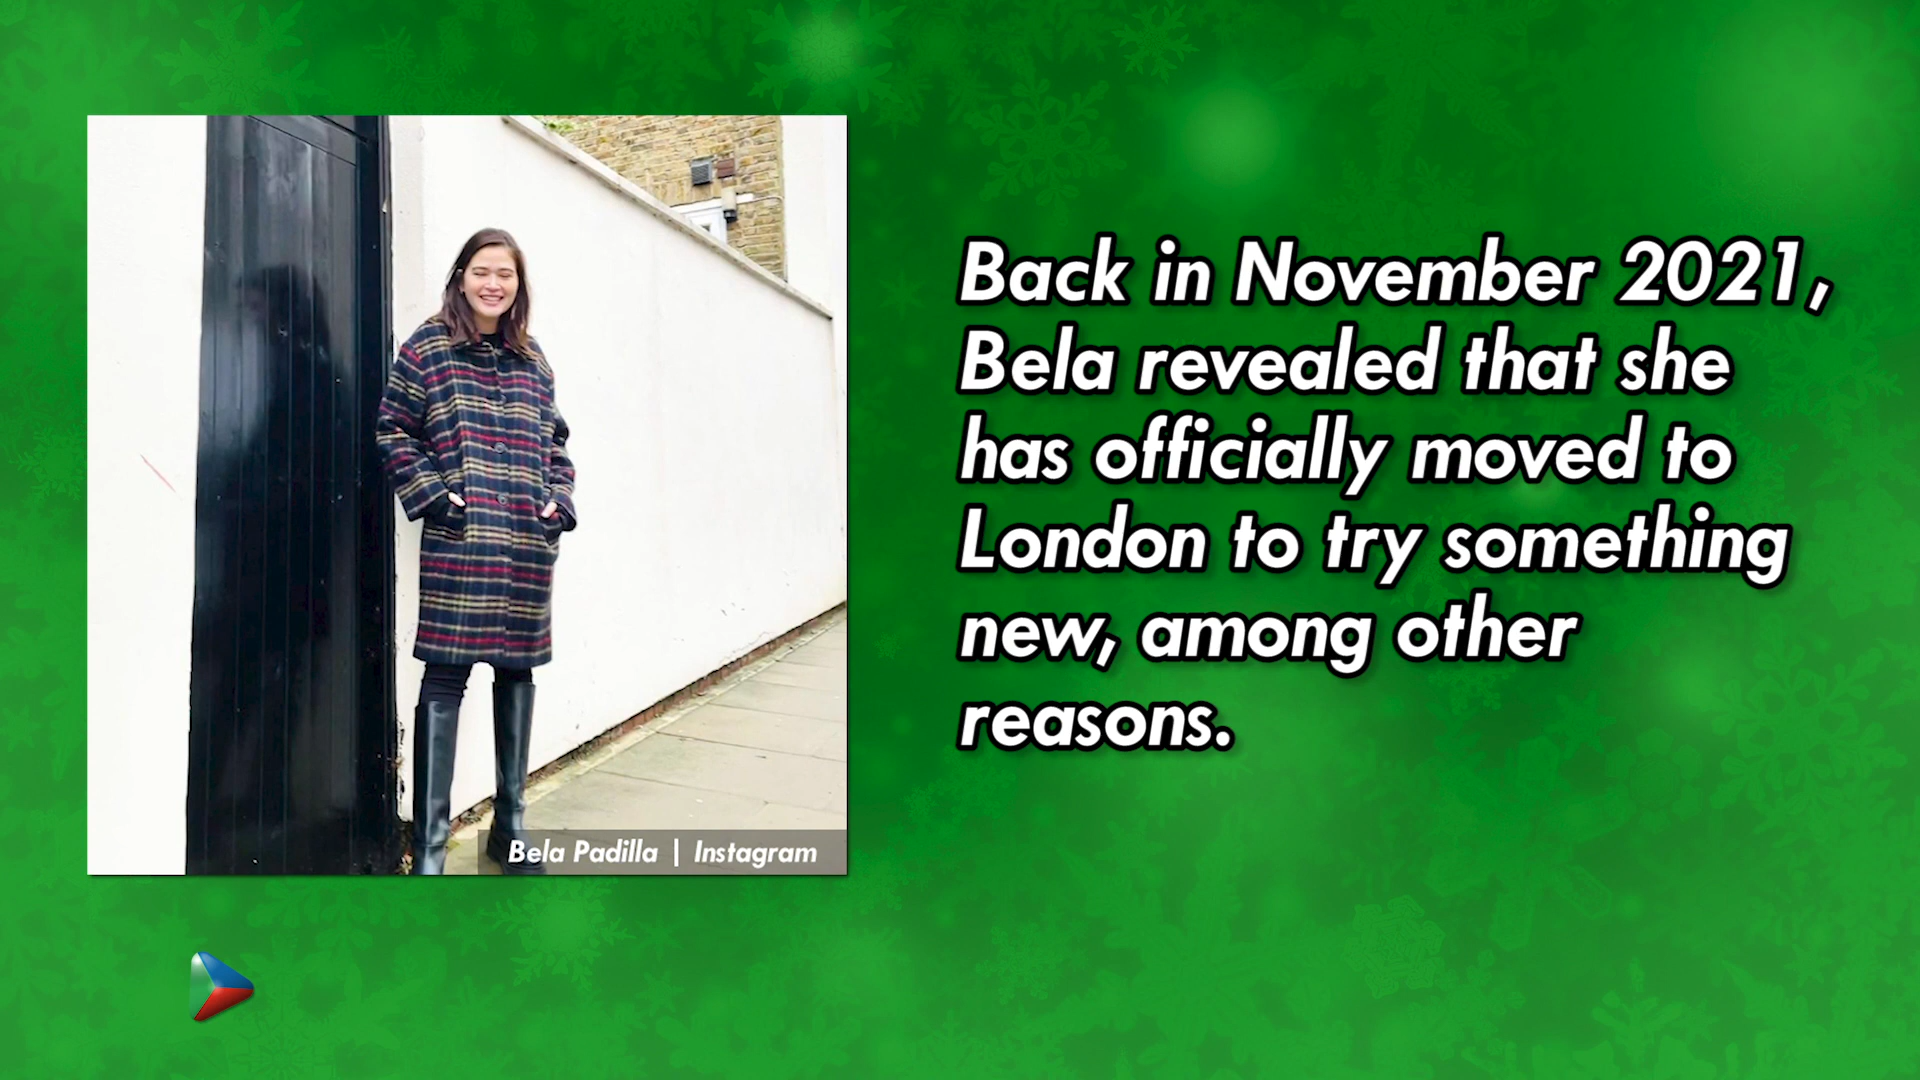 Back in November 2021,
Bela revealed that she
has officially moved to
London to try something
new, among other
reasons.
Bela Padilla | Instagram